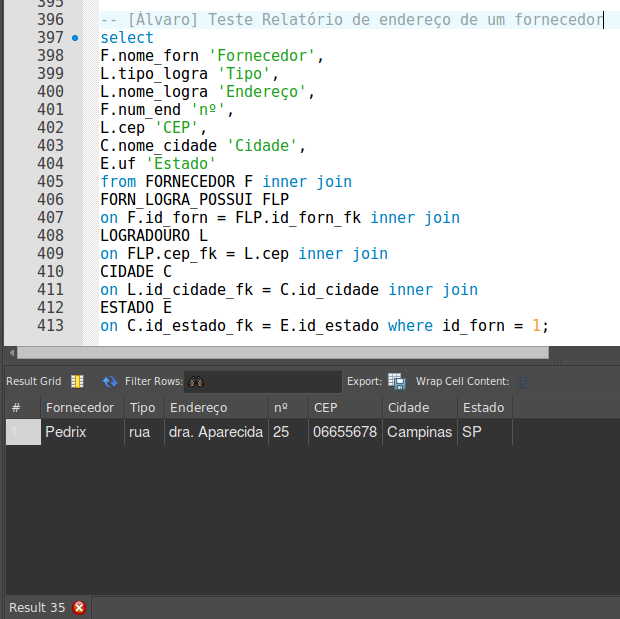 395
396 -- [Álvaro] Teste Relatório de endereço de um fornecedor
397 select
398 F.nome_forn 'Fornecedor',
399 L.tipo_logra 'Tipo',
400 L.nome_logra 'Endereço',
401 F.num_end 'nº',
402 L.cep 'CEP',
403 C.nome_cidade 'Cidade',
404 E.uf 'Estado'
405 from FORNECEDOR F inner join
406 FORN_LOGRA_POSSUI FLP
407 on F.id_forn = FLP.id_forn_fk inner join
408 LOGRADOURO L
409 on FLP.cep_fk = L.cep inner join
410 CIDADE C
411 on L.id_cidade_fk = C.id_cidade inner join
412 ESTADO E
413 on C.id_estado_fk = E.id_estado where id_forn = 1;
Result Grid Filter Rows: Export: Wrap Cell Content:
# Fornecedor Tipo Endereço nº CEP Cidade Estado
1 Pedrix rua dra. Aparecida 25 06655678 Campinas SP
Result 35